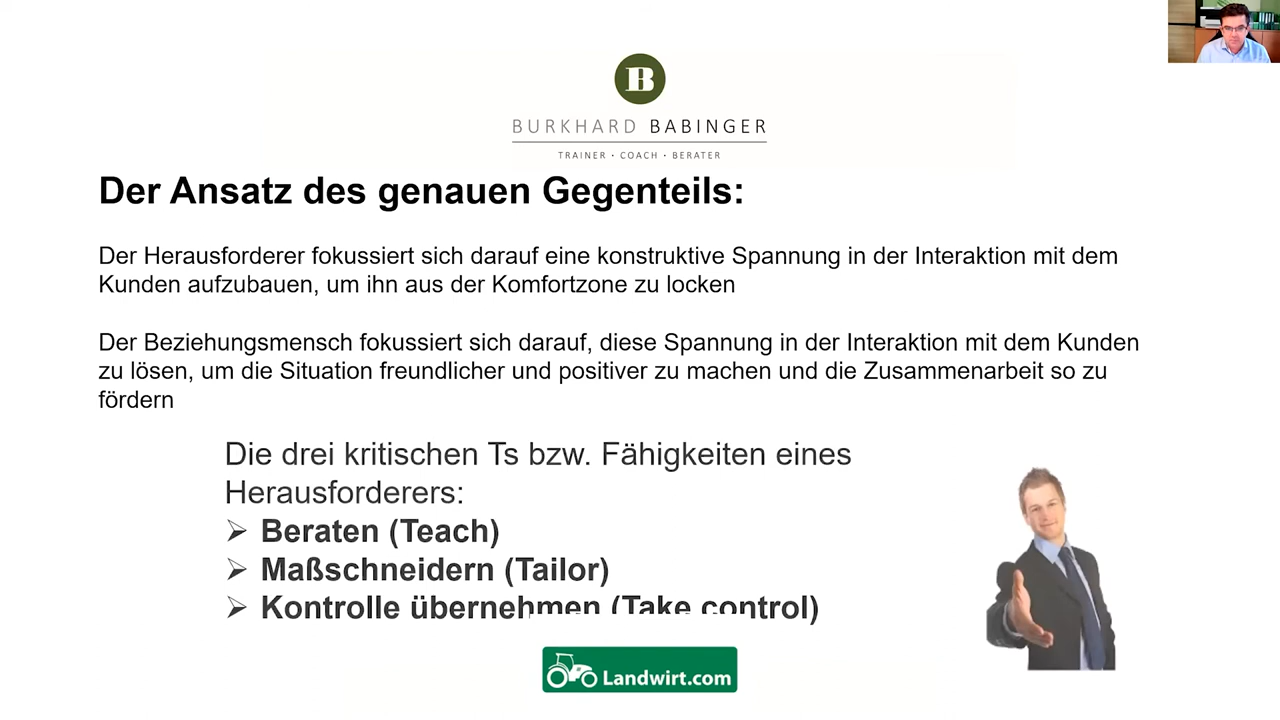 B
BURKHARD BABINGER
TRAINER • COACH • BERATER
Der Ansatz des genauen Gegenteils:
Der Herausforderer fokussiert sich darauf eine konstruktive Spannung in der Interaktion mit dem
Kunden aufzubauen, um ihn aus der Komfortzone zu locken
Der Beziehungsmensch fokussiert sich darauf, diese Spannung in der Interaktion mit dem Kunden
zu lösen, um die Situation freundlicher und positiver zu machen und die Zusammenarbeit so zu
fördern
Die drei kritischen Ts bzw. Fähigkeiten eines
Herausforderers:
➢ Beraten (Teach)
➢ Maßschneidern (Tailor)
➢ Kontrolle übernehmen (Take control)
Landwirt.com